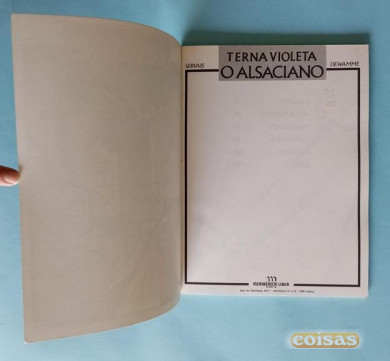 TERNA VIOLETA
SERVAIS
O ALSACIANO
DEWAMME
MERIBÉRICA/LIBER
coisas